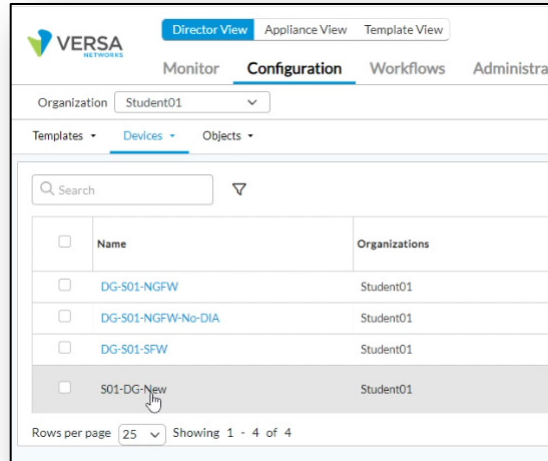 VERSA
NETWORKS
Director View Appliance View Template View
Monitor Configuration Workflows Administra
Organization Student01
Templates Devices Objects
Search
Name Organizations
DG-S01-NGFW Student01
DG-S01-NGFW-No-DIA Student01
DG-S01-SFW Student01
S01-DG-New Student01
Rows per page 25 Showing 1 - 4 of 4